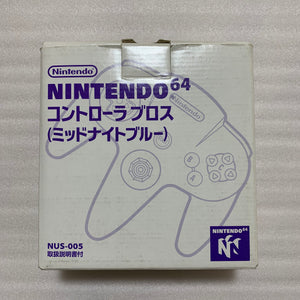 Nintendo
NINTENDO64
コントローラブロス
(ミッドナイトブルー)
B
A
NUS-005
取扱説明書付
NINTENDO64